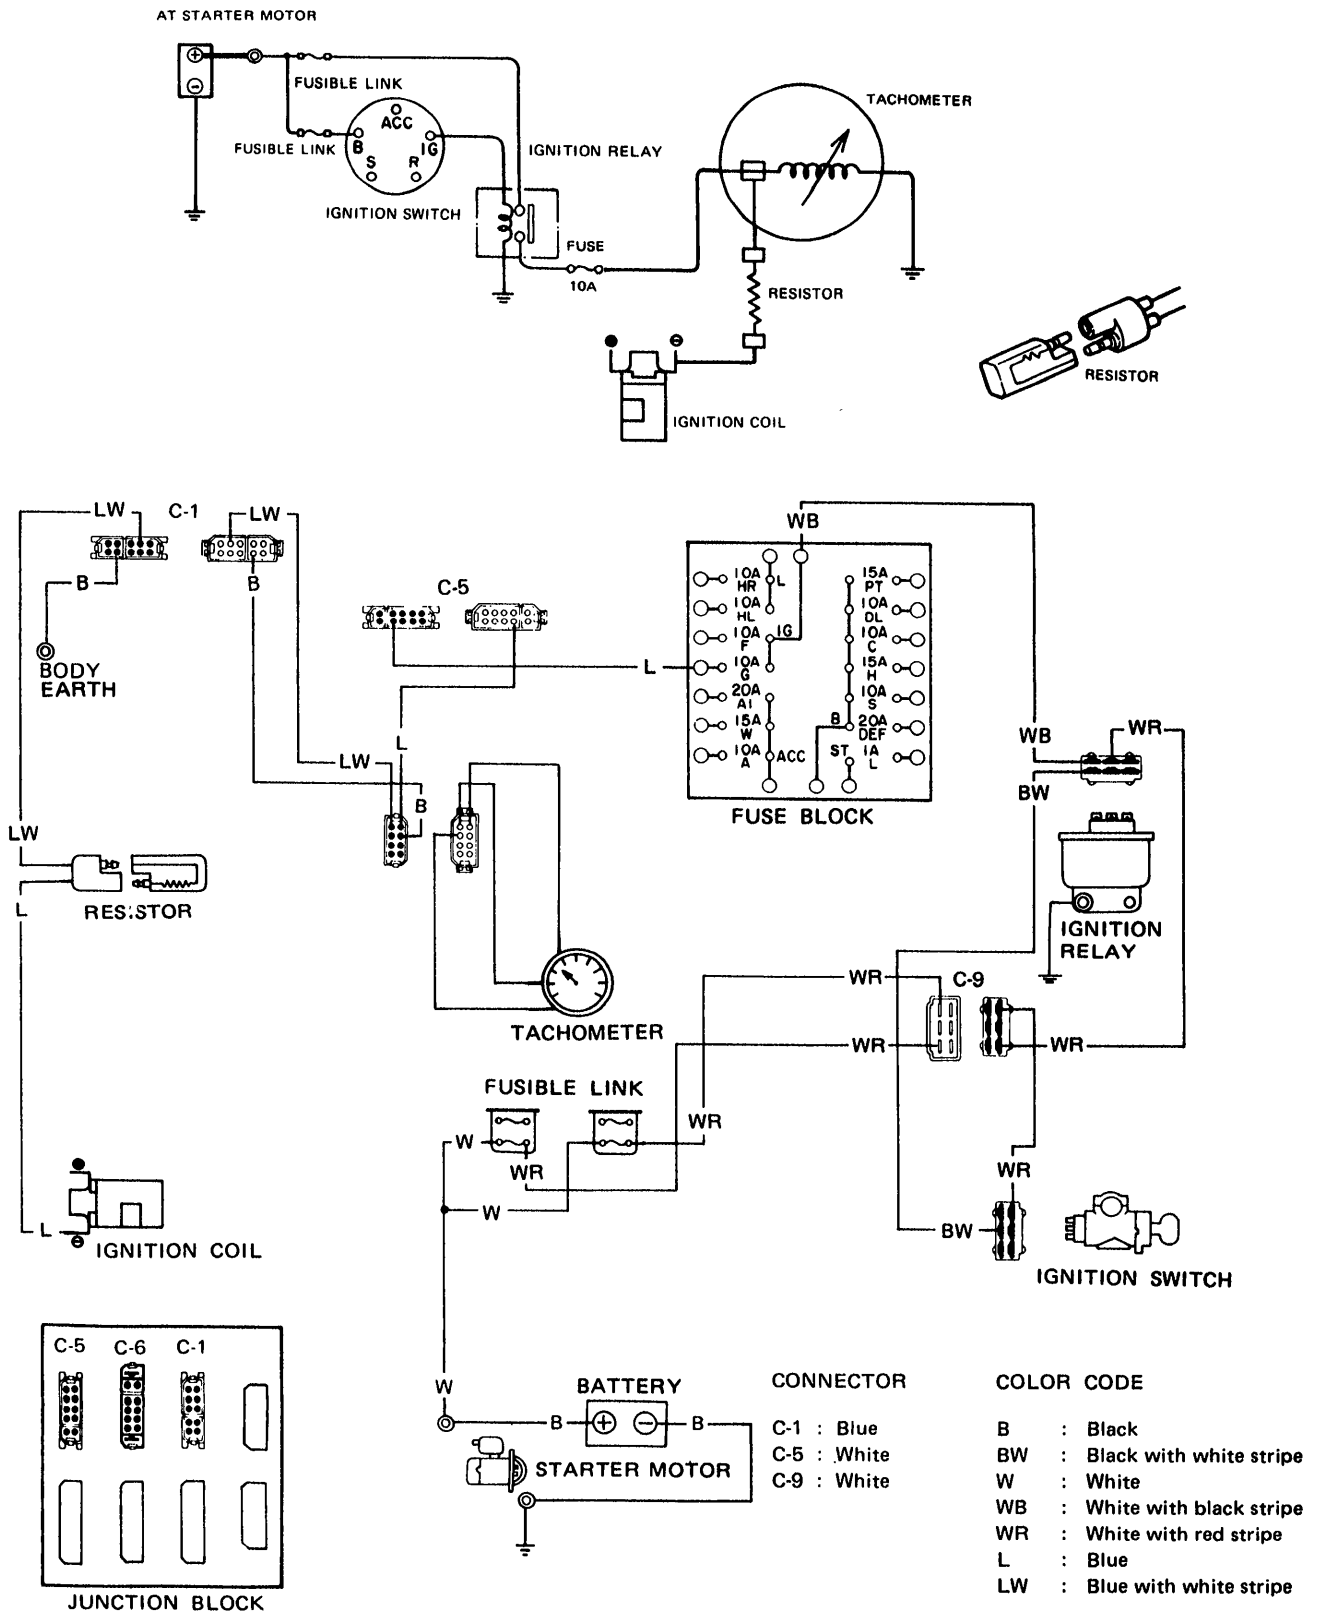 AT STARTER MOTOR
FUSIBLE LINK
TACHOMETER
ACC
FUSIBLE LINK
B
IG
S
R
IGNITION RELAY
IGNITION SWITCH
FUSE
10A
RESISTOR
RESISTOR
IGNITION COIL
LW
C-1
LW
WB
B
B
C-5
BODY
EARTH
L
10A
HR
L
15A
PT
10A
HL
10A
DL
10A
F
IG
10A
C
10A
G
15A
H
20A
AI
10A
S
15A
W
B
20A
DEF
10A
A
ACC
ST
1A
L
FUSE BLOCK
L
LW
B
WB
WR
BW
LW
RESISTOR
L
IGNITION
RELAY
TACHOMETER
WR
C-9
WR
WR
FUSIBLE LINK
W
WR
WR
W
WR
BW
L
IGNITION COIL
IGNITION SWITCH
C-5
C-6
C-1
JUNCTION BLOCK
W
BATTERY
B
B
STARTER MOTOR
CONNECTOR
C-1 : Blue
C-5 : White
C-9 : White
COLOR CODE
B : Black
BW : Black with white stripe
W : White
WB : White with black stripe
WR : White with red stripe
L : Blue
LW : Blue with white stripe